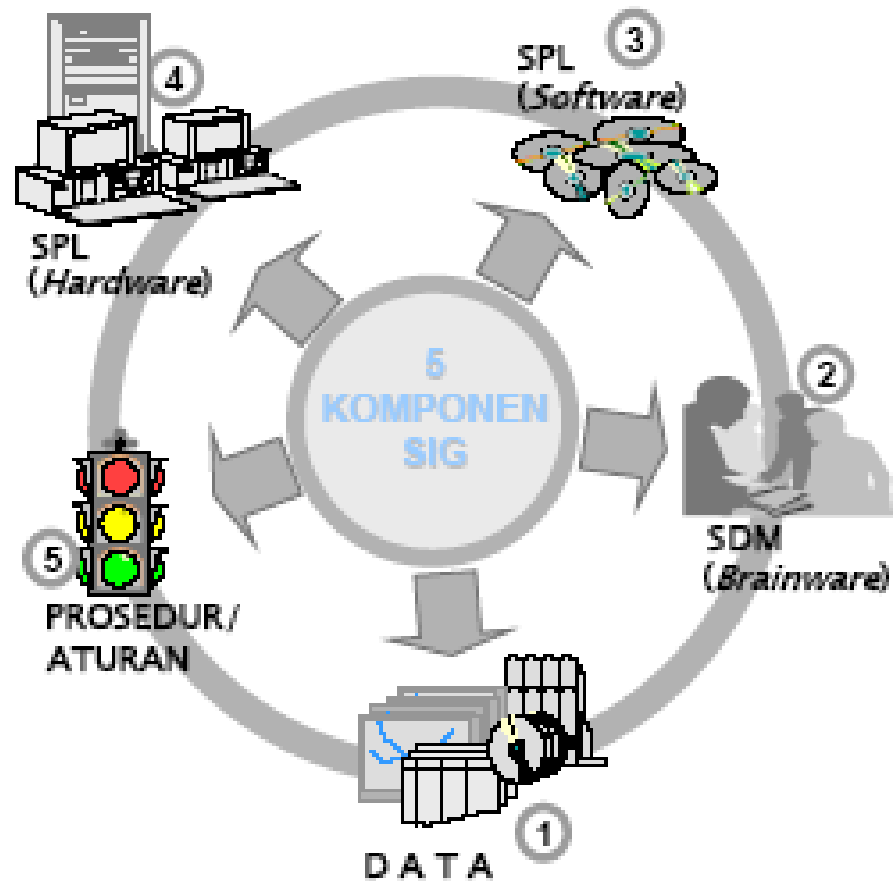 4
SPL
(Hardware)
3
SPL
(Software)
5
KOMPONEN
SIG
2
SDM
(Brainware)
5
PROSEDUR/
ATURAN
1
DATA